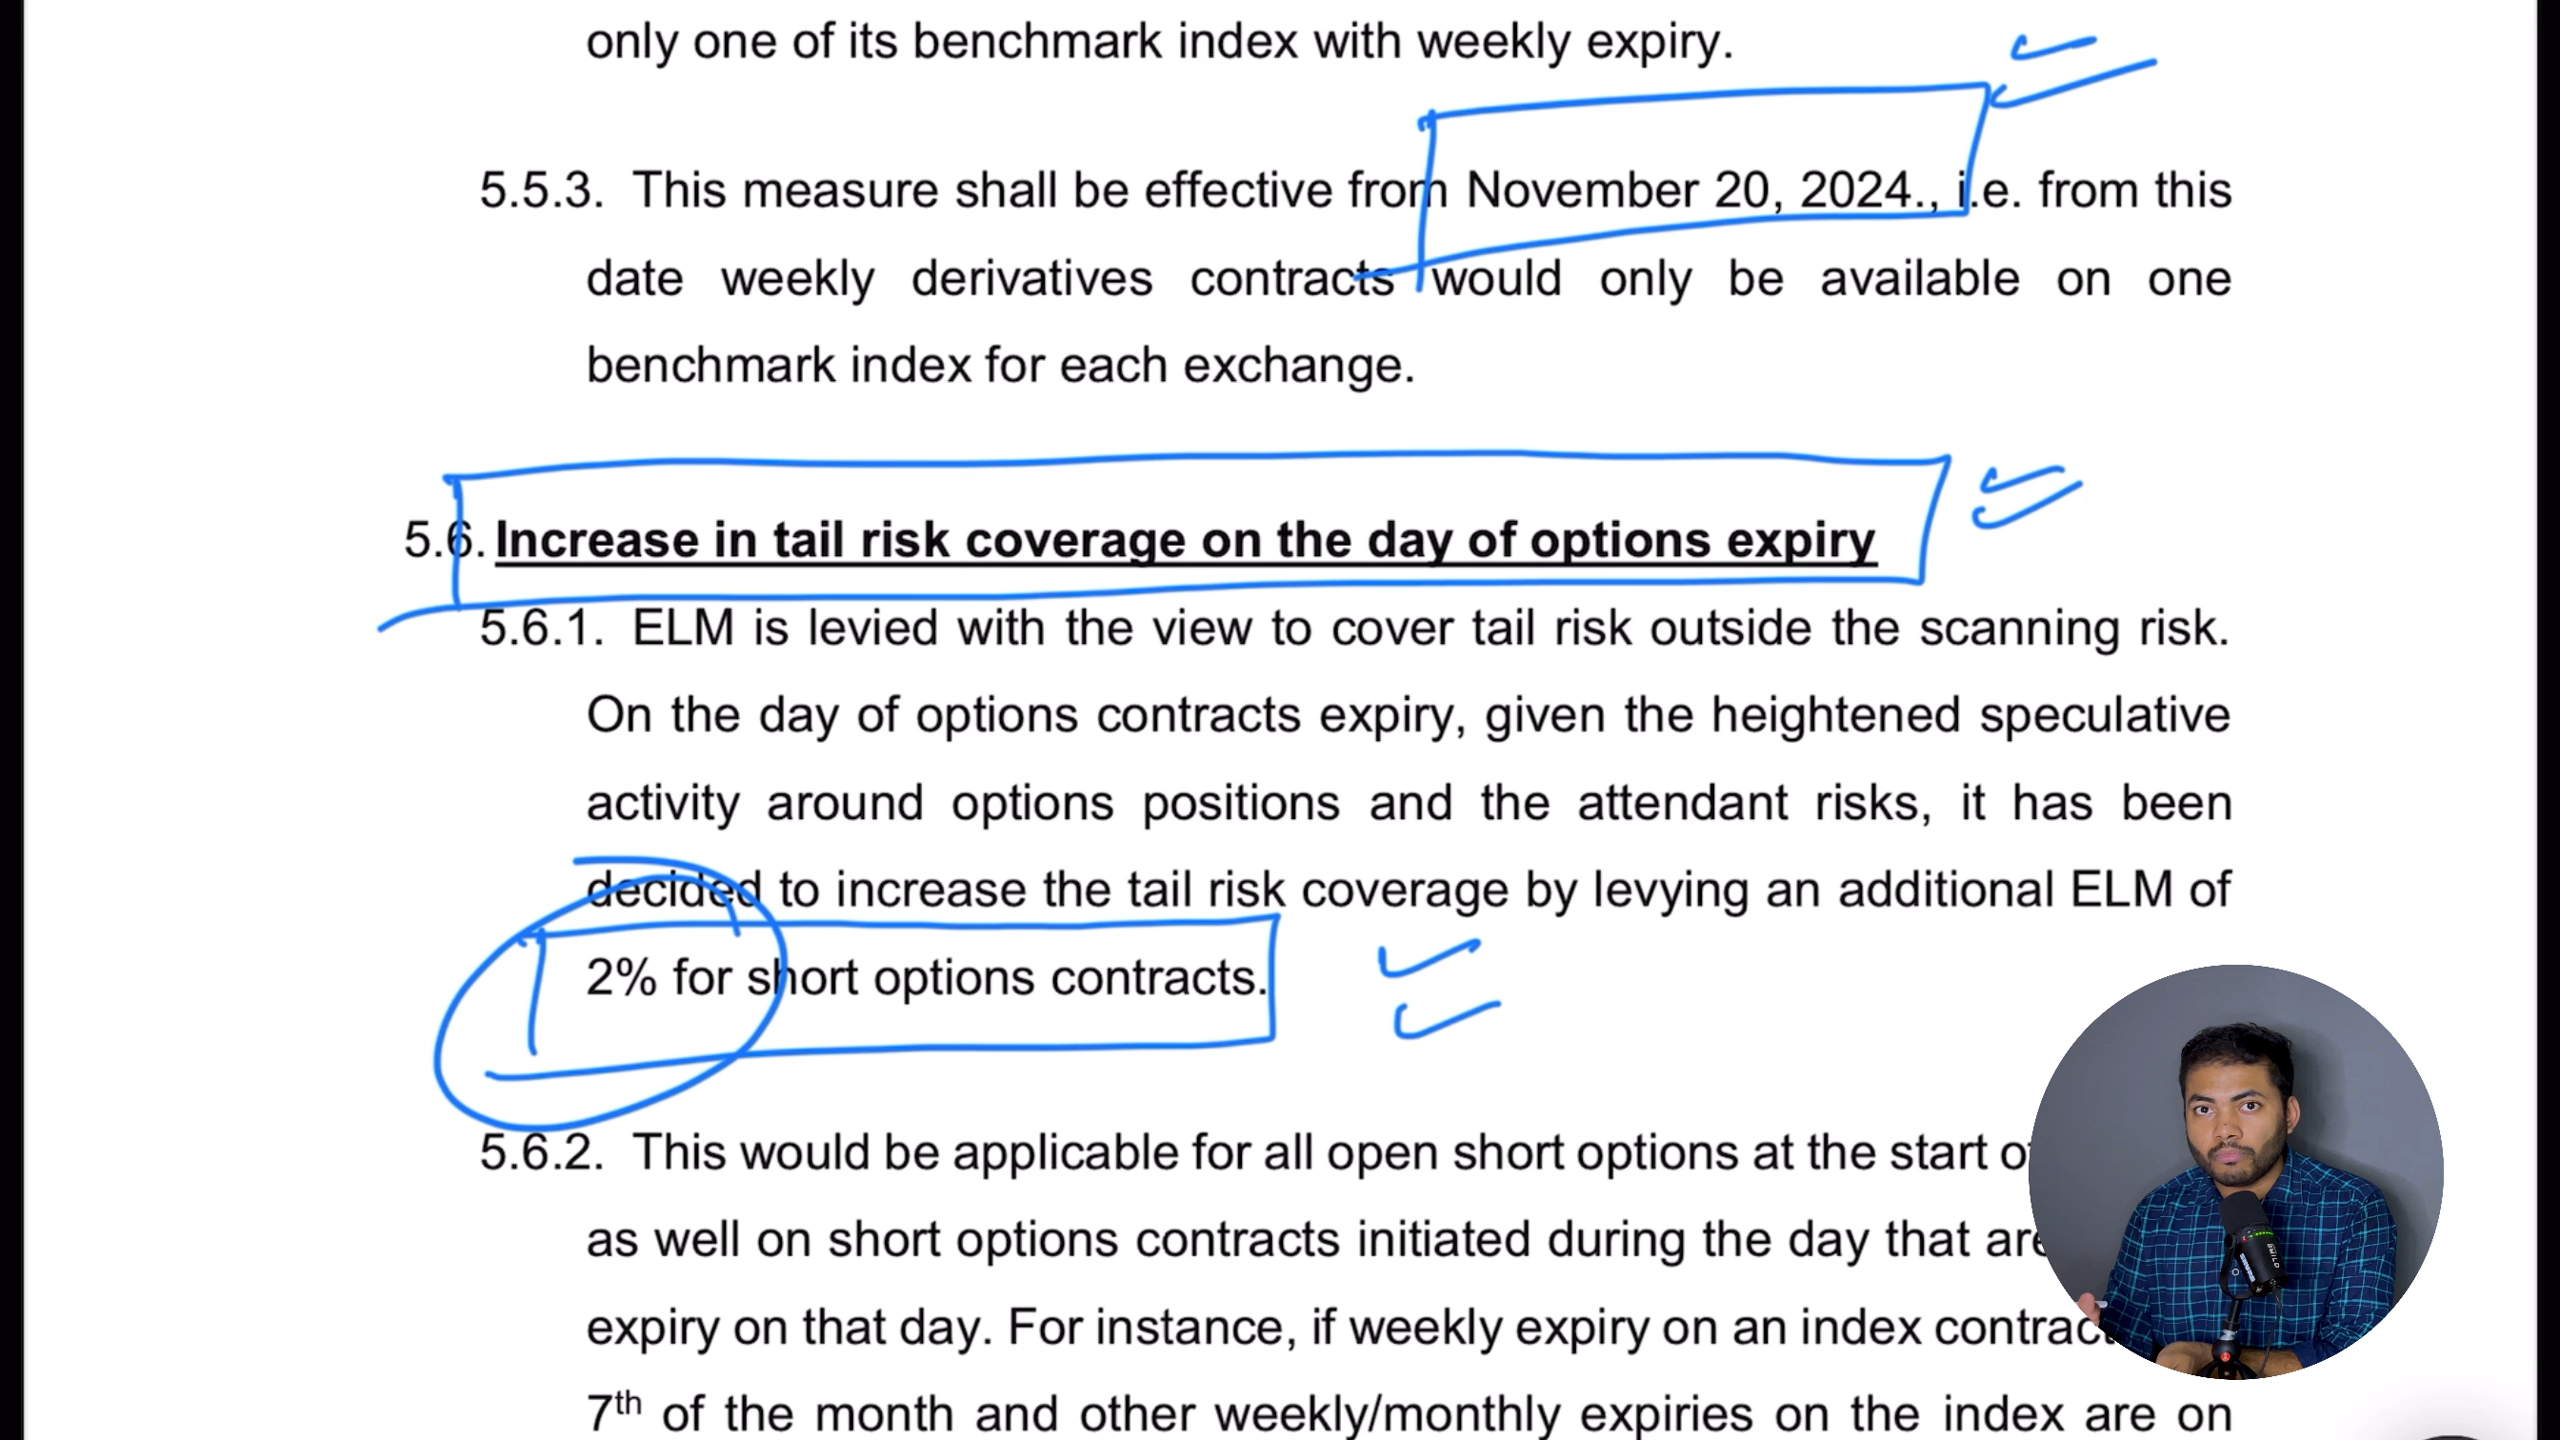 only one of its benchmark index with weekly expiry.
5.5.3. This measure shall be effective from November 20, 2024., i.e. from this
date weekly derivatives contracts would only be available on one
benchmark index for each exchange.
5.6. Increase in tail risk coverage on the day of options expiry
5.6.1. ELM is levied with the view to cover tail risk outside the scanning risk.
On the day of options contracts expiry, given the heightened speculative
activity around options positions and the attendant risks, it has been
decided to increase the tail risk coverage by levying an additional ELM of
2% for short options contracts.
5.6.2. This would be applicable for all open short options at the start
as well on short options contracts initiated during the day that are
expiry on that day. For instance, if weekly expiry on an index
7th of the month and other weekly/monthly expiries on the index are on